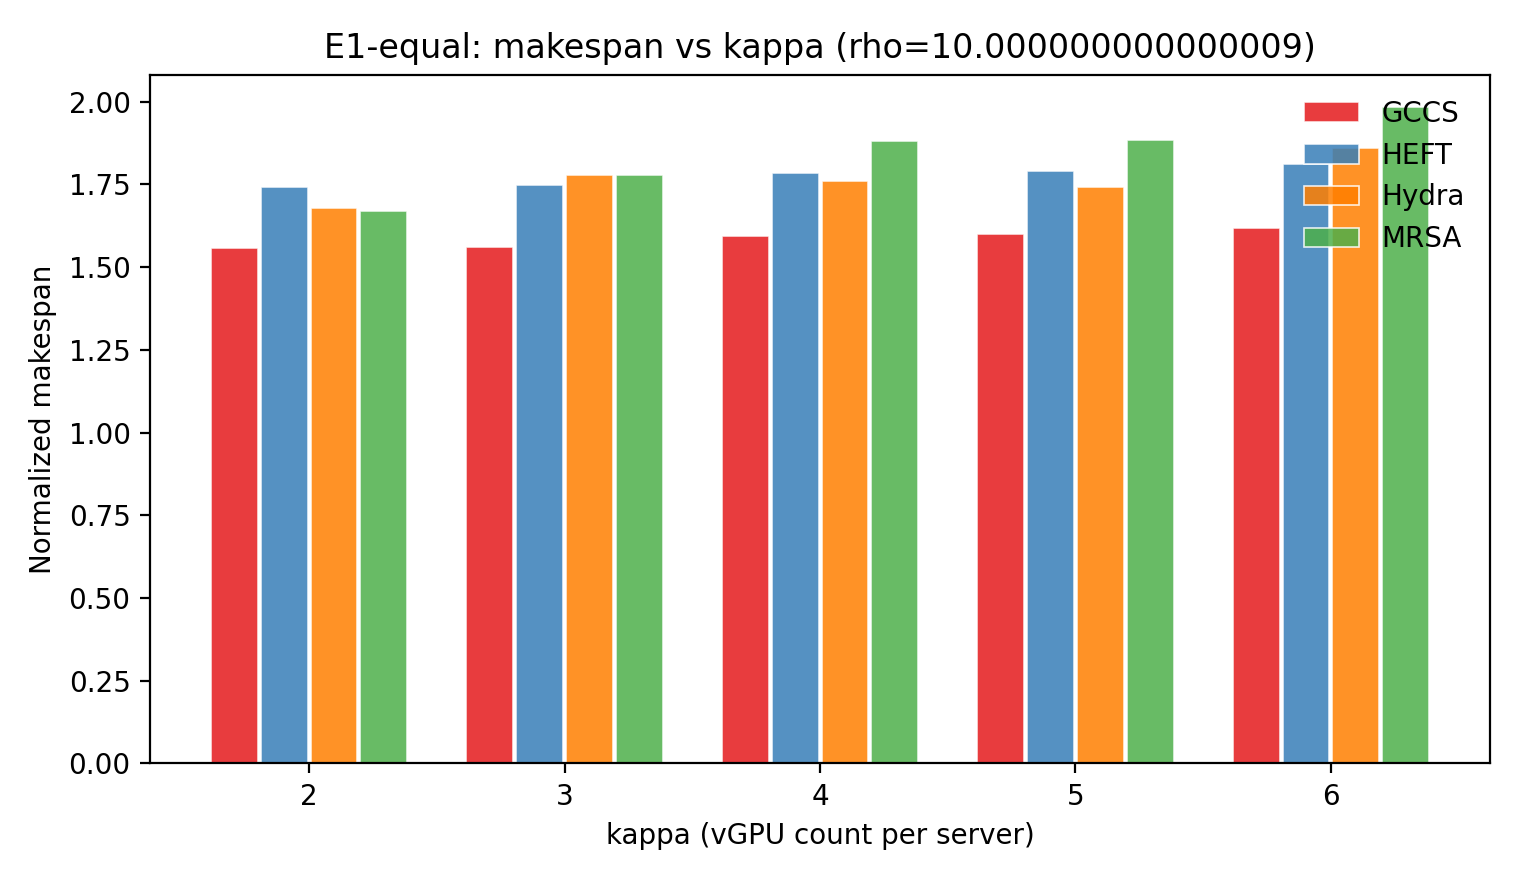 E1-equal: makespan vs kappa (rho=10.000000000000009)
GCCS
HEFT
Hydra
MRSA
Normalized makespan
2.00
1.75
1.50
1.25
1.00
0.75
0.50
0.25
0.00
2 3 4 5 6
kappa (vGPU count per server)